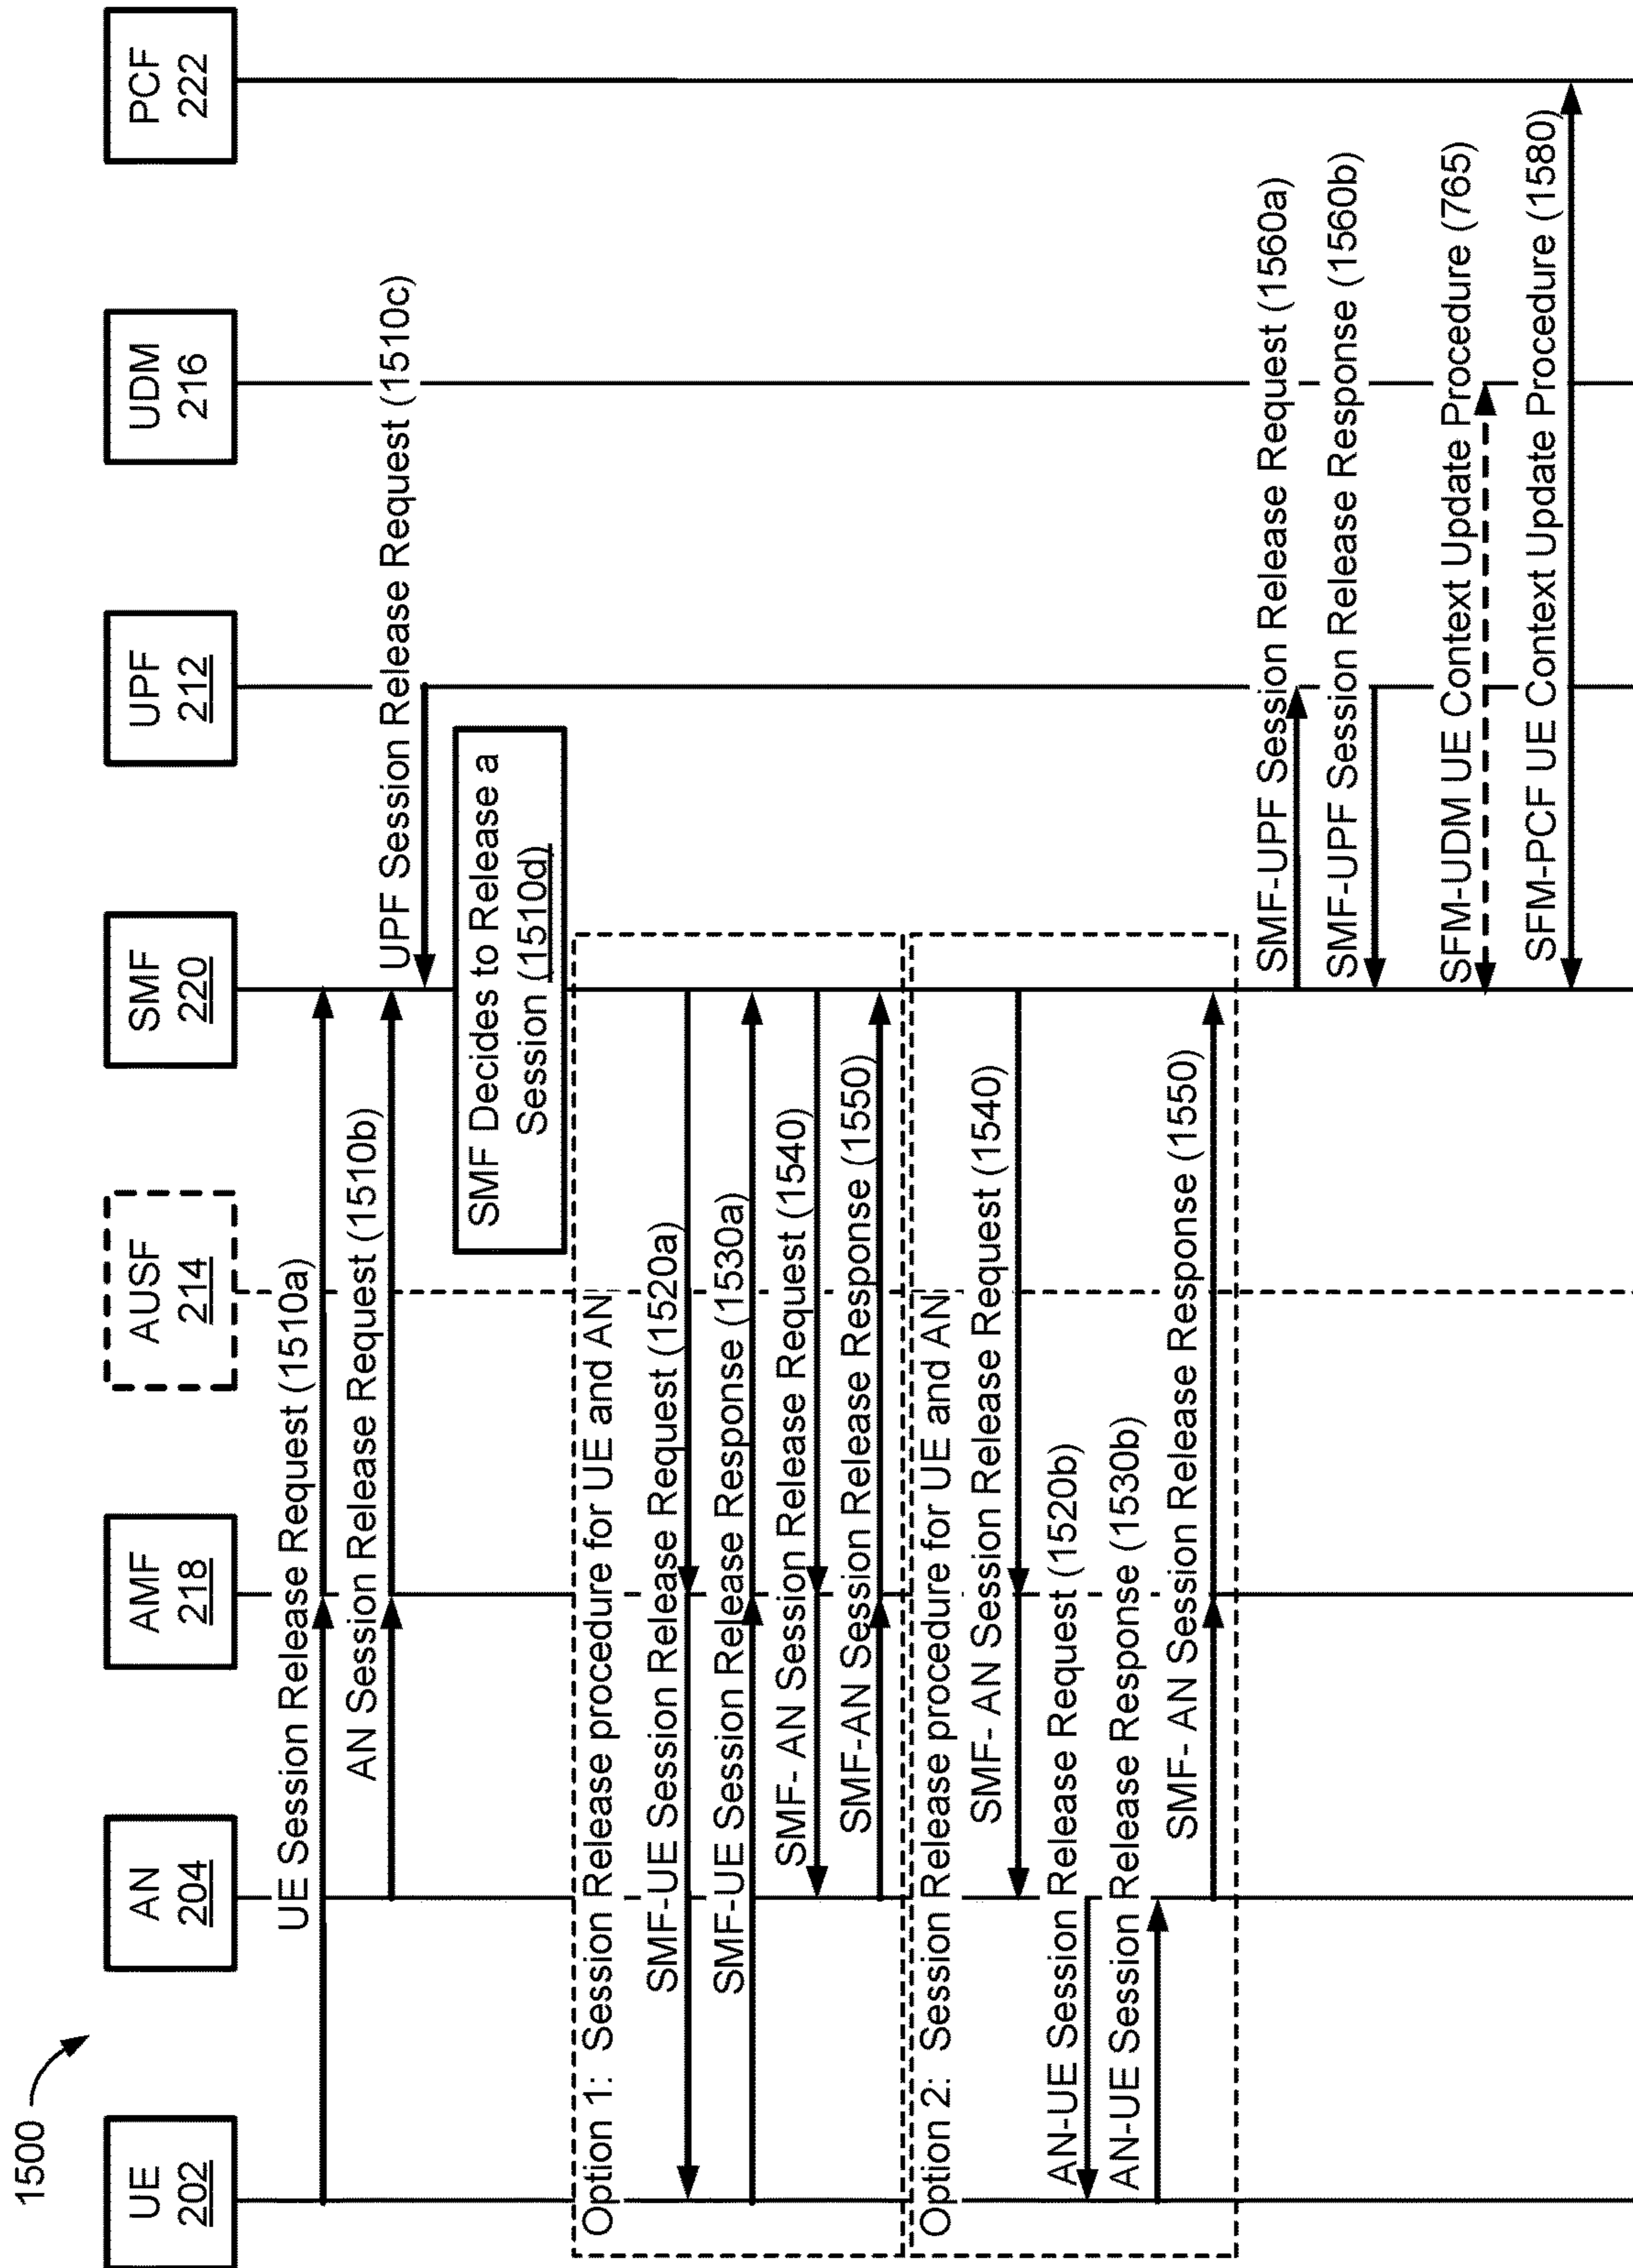 1500
UE
202
AN
204
AMF
218
AUSF
214
SMF
220
UPF
212
UDM
216
PCF
222
UE Session Release Request (1510a)
AN Session Release Request (1510b)
UPF Session Release Request (1510c)
SMF Decides to Release a
Session (1510d)
Option 1:  Session Release procedure for UE and AN
SMF-UE Session Release Request (1520a)
SMF-UE Session Release Response (1530a)
SMF- AN Session Release Request (1540)
SMF-AN Session Release Response (1550)
Option 2:  Session Release procedure for UE and AN
SMF- AN Session Release Request (1540)
AN-UE Session Release Request (1520b)
AN-UE Session Release Response (1530b)
SMF- AN Session Release Response (1550)
SMF-UPF Session Release Request (1560a)
SMF-UPF Session Release Response (1560b)
SFM-UDM UE Context Update Procedure (765)
SFM-PCF UE Context Update Procedure (1580)